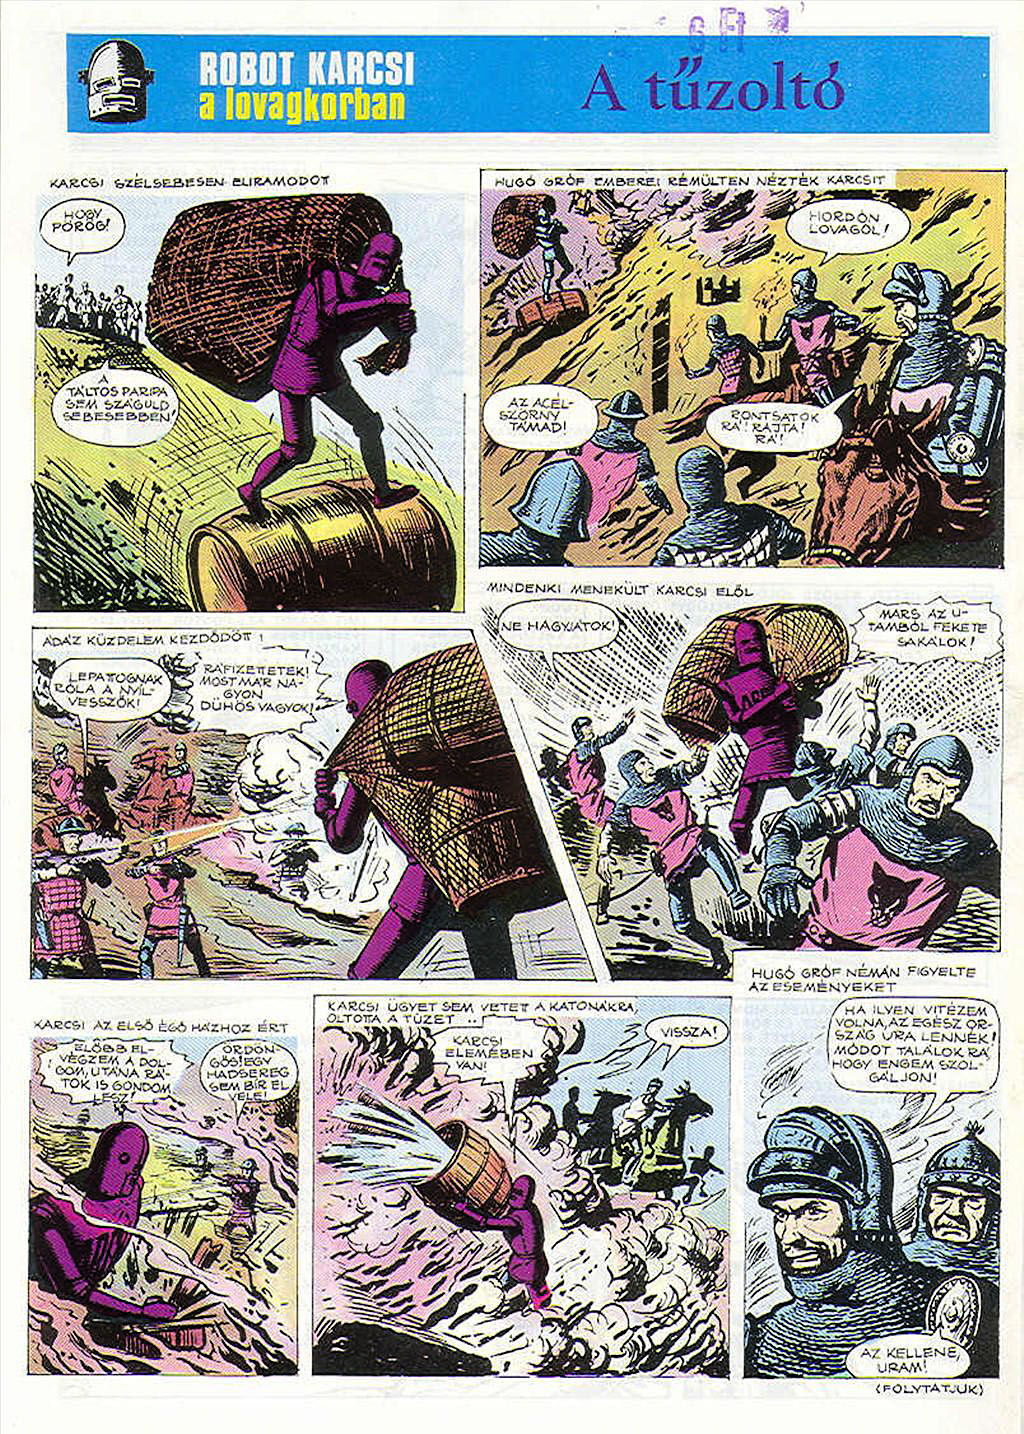 6 Ft
ROBOT KARCSI
a lovagkorban
A tűzoltó
KARCSI SZÉLSEBESEN ELIRAMODOTT
HOGY
PÖRÖG!
A
TÁLTOS PARIPA
SEM SZÁGULD
SEBESEBBEN!
HUGÓ GRÓF EMBEREI RÉMÜLTEN NÉZTÉK KARCSIT
HORDÓN
LOVAGOL!
AZ ACÉL-
SZÖRNY
TÁMAD!
RONTSATOK
RÁ! RAJTA!
RÁ!
ÁDÁZ KÜZDELEM KEZDŐDÖTT!
LEPATTOGNAK
RÓLA A NYÍL-
VESSZŐK!
RÁFIZETTETEK!
MOST MÁR NA-
GYON
DÜHÖS VAGYOK!
MINDENKI MENEKÜLT KARCSI ELŐL
NE HAGYJÁTOK!
MARS AZ U-
TAMBÓL FEKETE
SAKÁLOK!
KARCSI AZ ELSŐ ÉGŐ HÁZHOZ ÉRT
ELŐBB EL-
VÉGZEM A DOL-
GOM, UTÁNA RÁ-
TOK IS GONDOM
LESZ!
ÖRDÖN-
GŐS! EGY
HADSEREG
SEM BÍR EL
VELE!
KARCSI ÜGYET SEM VETETT A KATONÁKRA,
OLTOTTA A TÜZET...
KARCSI
ELEMÉBEN
VAN!
VISSZA!
HUGÓ GRÓF NÉMÁN FIGYELTE
AZ ESEMÉNYEKET
HA ILYEN VITÉZEM
VOLNA, AZ EGÉSZ OR-
SZÁG URA LENNÉK!
MÓDOT TALÁLOK RÁ
HOGY ENGEM SZOL-
GÁLJON!
AZ KELLENE,
URAM!
(FOLYTATJUK)